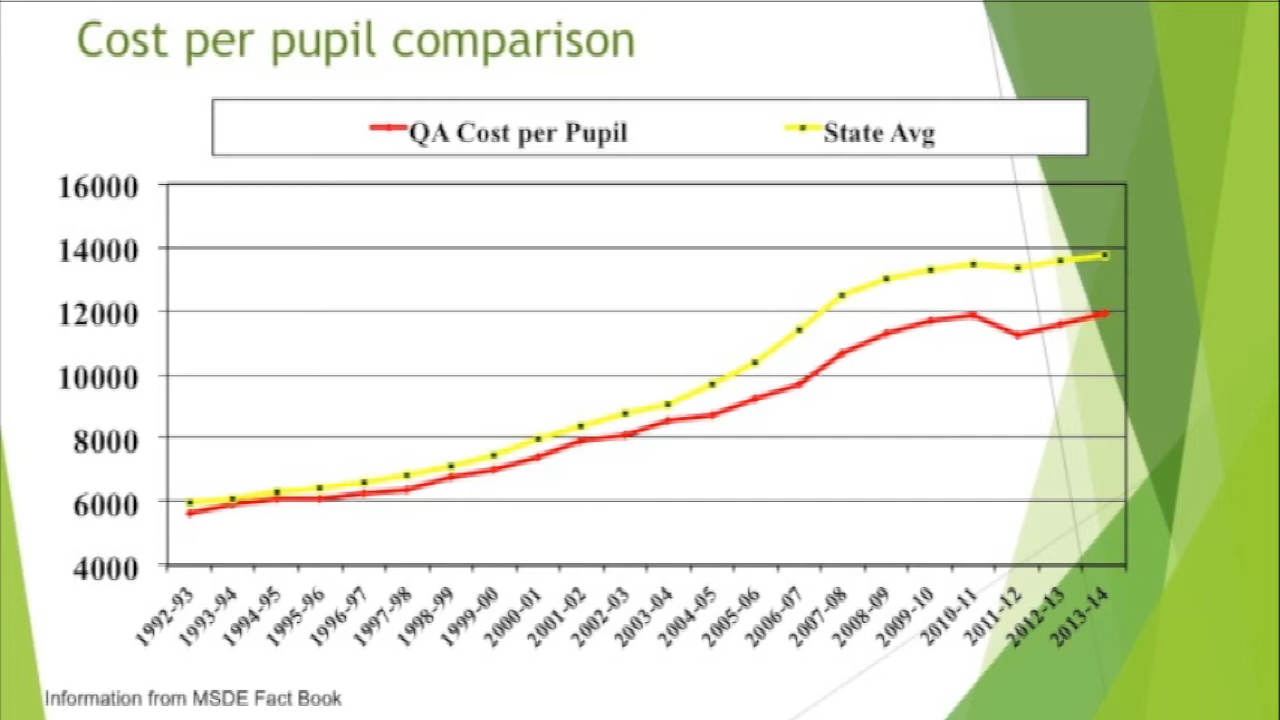 Cost per pupil comparison
QA Cost per Pupil State Avg
16000
14000
12000
10000
8000
6000
4000
1992-93 1993-94 1994-95 1995-96 1996-97 1997-98 1998-99 1999-00 2000-01 2001-02 2002-03 2003-04 2004-05 2005-06 2006-07 2007-08 2008-09 2009-10 2010-11 2011-12 2012-13 2013-14
Information from MSDE Fact Book